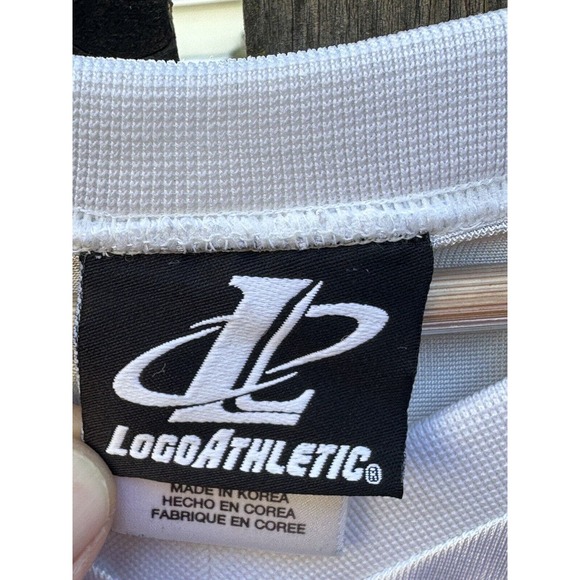 L
LOGOATHLETIC®
MADE IN KOREA
HECHO EN COREA
FABRIQUE EN COREE